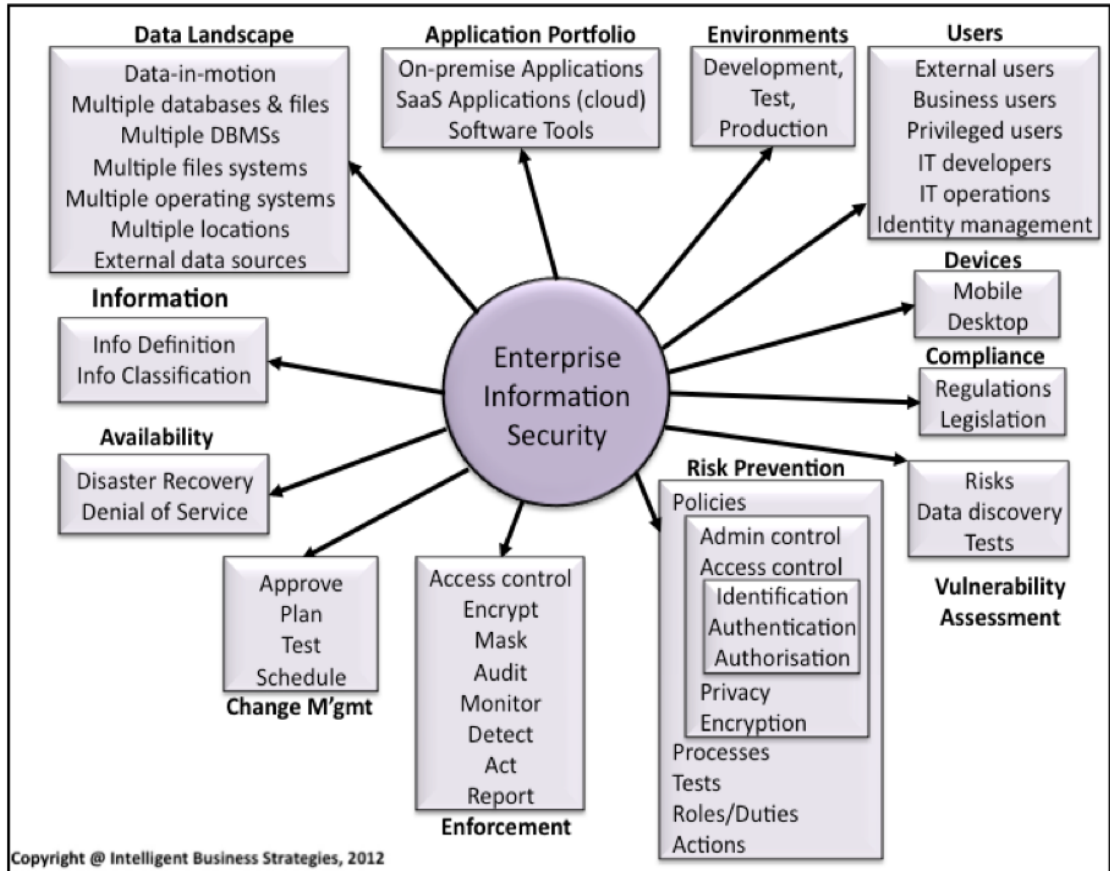 Data Landscape
Data-in-motion
Multiple databases & files
Multiple DBMSs
Multiple files systems
Multiple operating systems
Multiple locations
External data sources
Application Portfolio
On-premise Applications
SaaS Applications (cloud)
Software Tools
Environments
Development,
Test,
Production
Users
External users
Business users
Privileged users
IT developers
IT operations
Identity management
Devices
Mobile
Desktop
Information
Info Definition
Info Classification
Enterprise
Information
Security
Compliance
Regulations
Legislation
Availability
Disaster Recovery
Denial of Service
Risk Prevention
Policies
Admin control
Access control
Identification
Authentication
Authorisation
Privacy
Encryption
Processes
Tests
Roles/Duties
Actions
Risks
Data discovery
Tests
Vulnerability
Assessment
Approve
Plan
Test
Schedule
Change M'gmt
Access control
Encrypt
Mask
Audit
Monitor
Detect
Act
Report
Enforcement
Copyright @ Intelligent Business Strategies, 2012